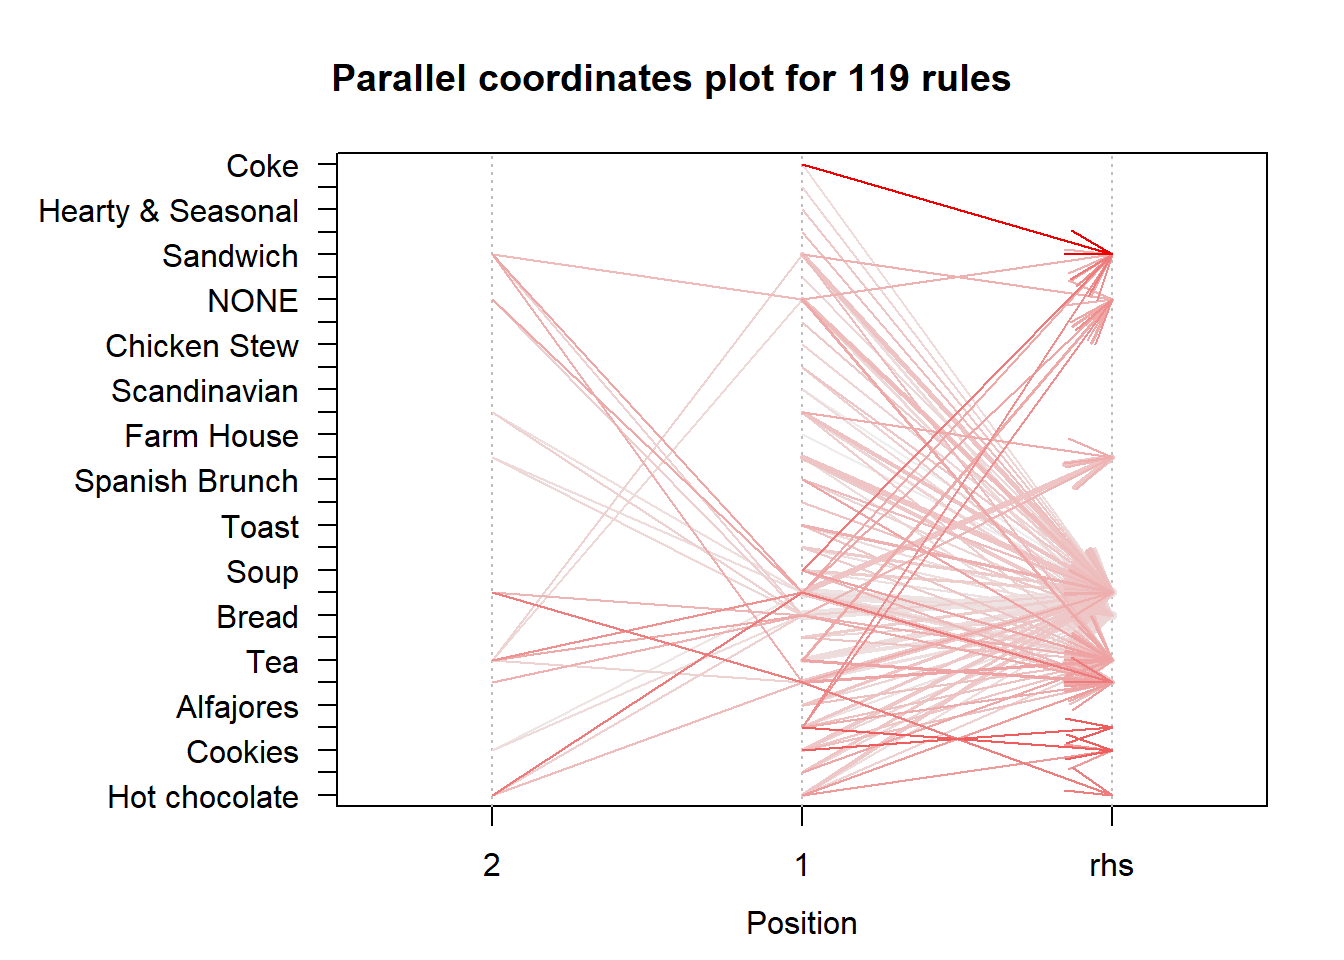 Parallel coordinates plot for 119 rules
Coke
Hearty & Seasonal
Sandwich
NONE
Chicken Stew
Scandinavian
Farm House
Spanish Brunch
Toast
Soup
Bread
Tea
Alfajores
Cookies
Hot chocolate
2 1 rhs
Position